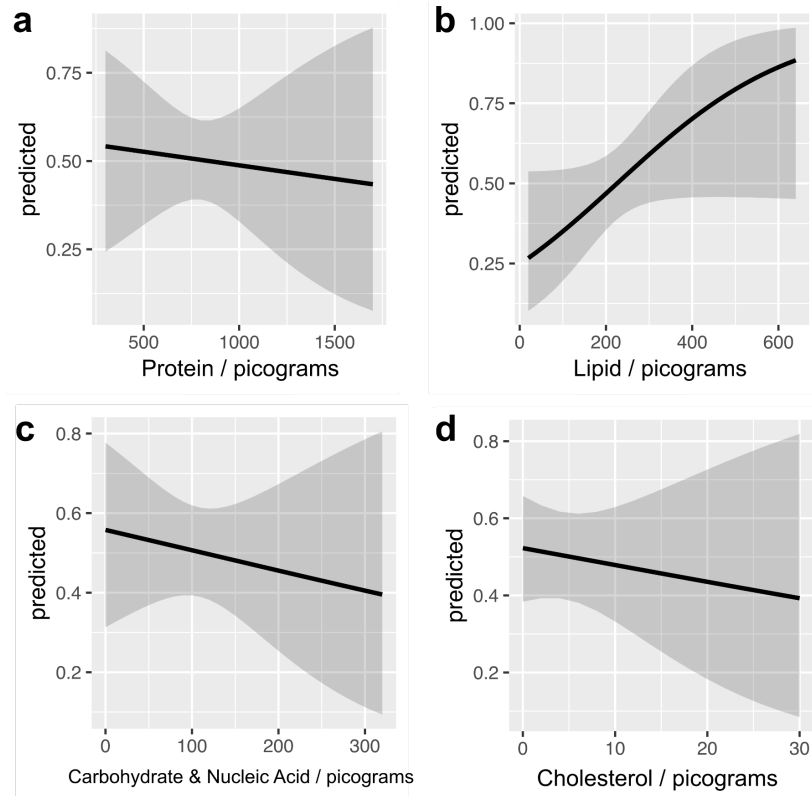 a
predicted
0.75
0.50
0.25
500 1000 1500
Protein / picograms
b
predicted
1.00
0.75
0.50
0.25
0 200 400 600
Lipid / picograms
c
predicted
0.8
0.6
0.4
0.2
0 100 200 300
Carbohydrate & Nucleic Acid / picograms
d
predicted
0.8
0.6
0.4
0.2
0 10 20 30
Cholesterol / picograms